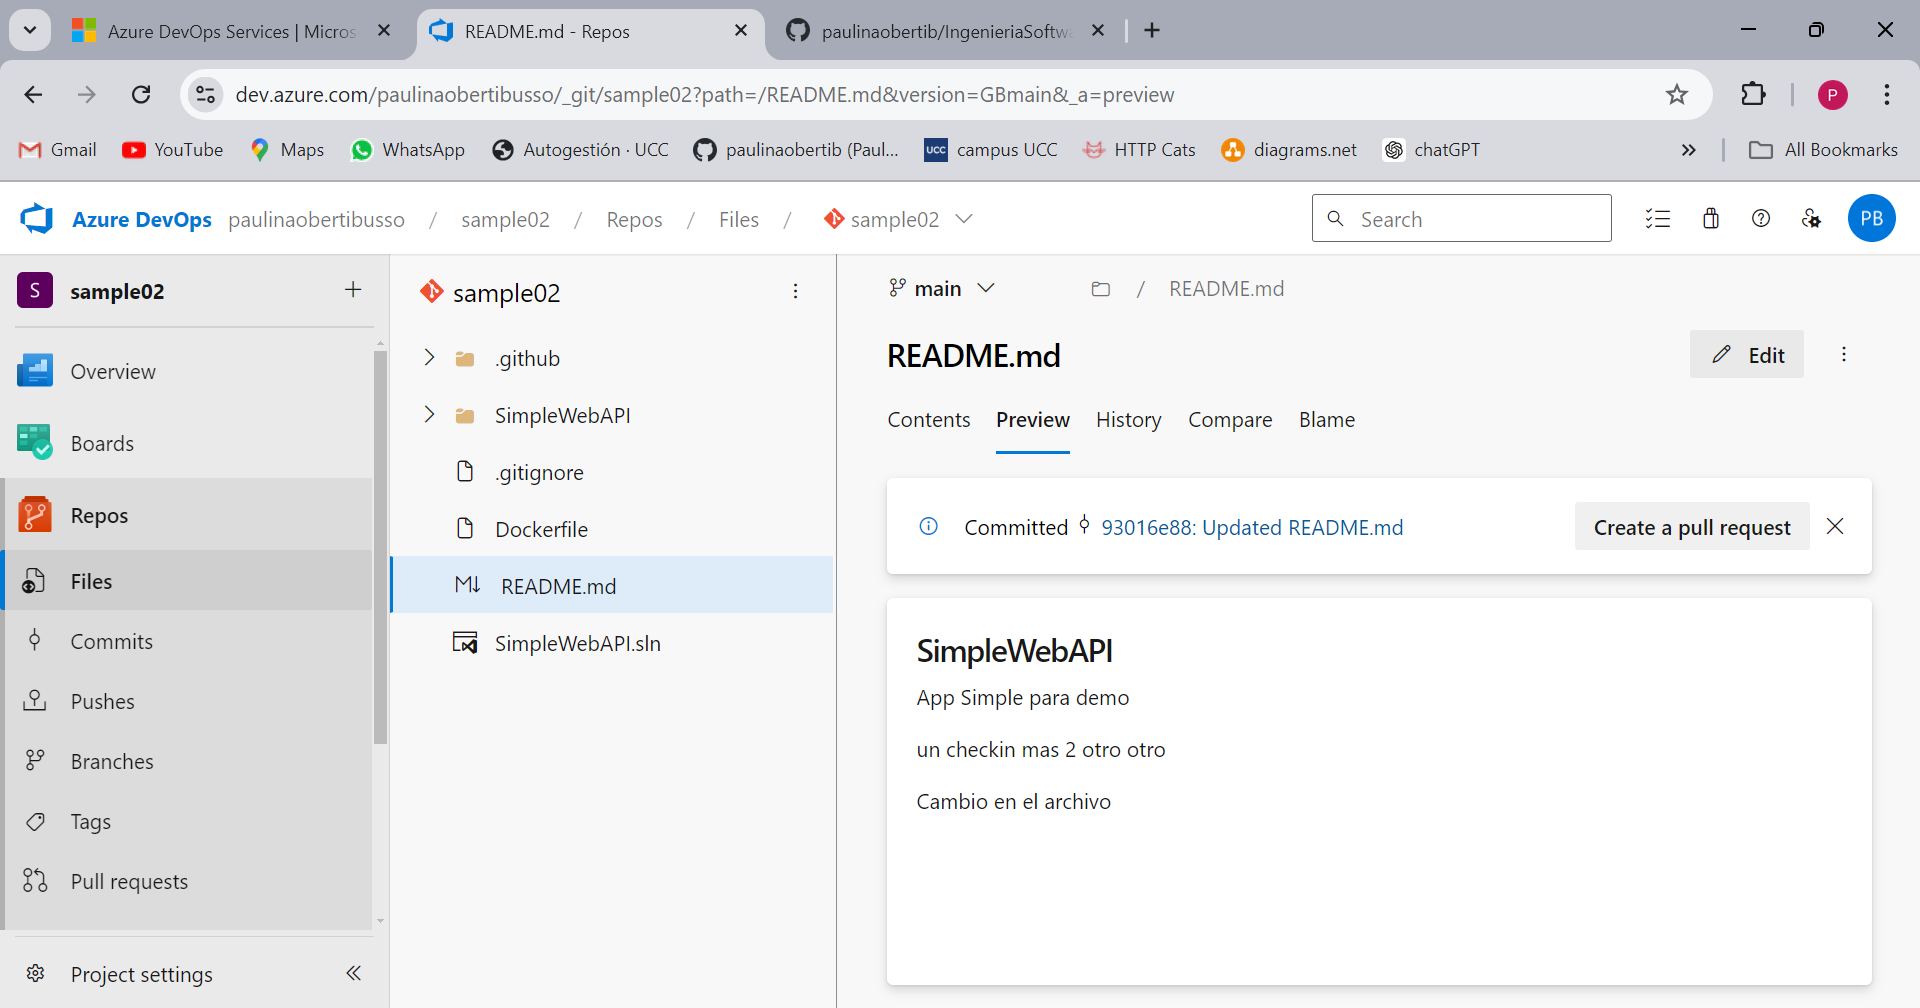 Azure DevOps Services | Micros
README.md - Repos
paulinaobertib/IngenieriaSoftw
dev.azure.com/paulinaobertibusso/_git/sample02?path=/README.md&version=GBmain&_a=preview
P
Gmail
YouTube
Maps
WhatsApp
Autogestión · UCC
paulinaobertib (Paul...
UCC
campus UCC
HTTP Cats
diagrams.net
chatGPT
All Bookmarks
Azure DevOps
paulinaobertibusso / sample02 / Repos / Files / sample02
Search
PB
S
sample02
Overview
Boards
Repos
Files
Commits
Pushes
Branches
Tags
Pull requests
Project settings
sample02
.github
SimpleWebAPI
.gitignore
Dockerfile
README.md
SimpleWebAPI.sln
main
/ README.md
README.md
Edit
Contents
Preview
History
Compare
Blame
Committed 93016e88: Updated README.md
Create a pull request
SimpleWebAPI
App Simple para demo
un checkin mas 2 otro otro
Cambio en el archivo